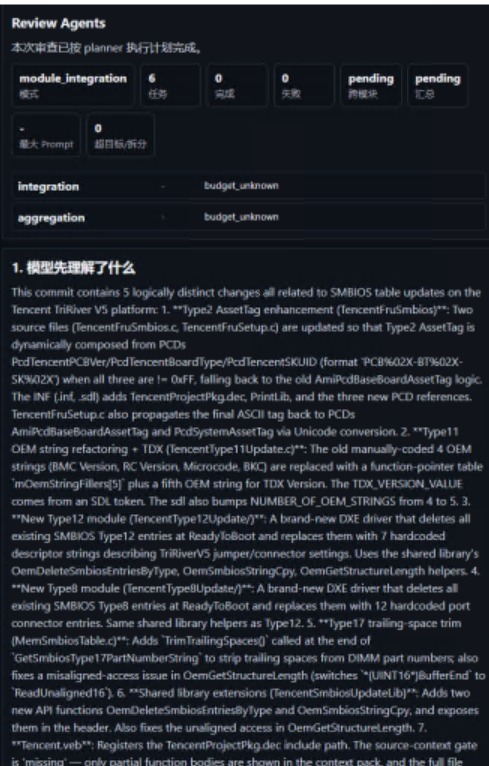 Review Agents
本次审查已按 planner 执行计划完成。
module_integration 6 0 0 pending pending
模式 任务 完成 失败 跨模块 汇总
- 0
最大 Prompt 超目标/拆分
integration - budget_unknown
aggregation - budget_unknown
1. 模型先理解了什么
This commit contains 5 logically distinct changes all related to SMBIOS table updates on the
Tencent TriRiver V5 platform: 1. **Type2 AssetTag enhancement (TencentFruSmbios)**: Two
source files (TencentFruSmbios.c, TencentFruSetup.c) are updated so that Type2 AssetTag is
dynamically composed from PCDs
PcdTencentPCBVer/PcdTencentBoardType/PcdTencentSKUID (format 'PCB%02X-BT%02X-
SK%02X') when all three are != 0xFF, falling back to the old AmiPcdBaseBoardAssetTag logic.
The INF (.inf, .sdl) adds TencentProjectPkg.dec, PrintLib, and the three new PCD references.
TencentFruSetup.c also propagates the final ASCII tag back to PCDs
AmiPcdBaseBoardAssetTag and PcdSystemAssetTag via Unicode conversion. 2. **Type11
OEM string refactoring + TDX (TencentType11Update.c)**: The old manually-coded 4 OEM
strings (BMC Version, RC Version, Microcode, BKC) are replaced with a function-pointer table
`mOemStringFillers[5]` plus a fifth OEM string for TDX Version. The TDX_VERSION_VALUE
comes from an SDL token. The sdl also bumps NUMBER_OF_OEM_STRINGS from 4 to 5. 3.
**New Type12 module (TencentType12Update/)**: A brand-new DXE driver that deletes all
existing SMBIOS Type12 entries at ReadyToBoot and replaces them with 7 hardcoded
descriptor strings describing TriRiverV5 jumper/connector settings. Uses the shared library's
OemDeleteSmbiosEntriesByType, OemSmbiosStringCpy, OemGetStructureLength helpers. 4.
**New Type8 module (TencentType8Update/)**: A brand-new DXE driver that deletes all
existing SMBIOS Type8 entries at ReadyToBoot and replaces them with 12 hardcoded port
connector entries. Same shared library helpers as Type12. 5. **Type17 trailing-space trim
(MemSmbiosTable.c)**: Adds `TrimTrailingSpaces()` called at the end of
`GetSmbiosType17PartNumberString` to strip trailing spaces from DIMM part numbers; also
fixes a misaligned-access issue in OemGetStructureLength (switches `*(UINT16*)BufferEnd` to
`ReadUnaligned16`). 6. **Shared library extensions (TencentSmbiosUpdateLib)**: Adds two
new API functions OemDeleteSmbiosEntriesByType and OemSmbiosStringCpy, and exposes
them in the header. Also fixes the unaligned access in OemGetStructureLength. 7.
**Tencent.veb**: Registers the TencentProjectPkg.dec include path. The source-context gate
is 'missing' — only partial function bodies are shown in the context pack, and the full file